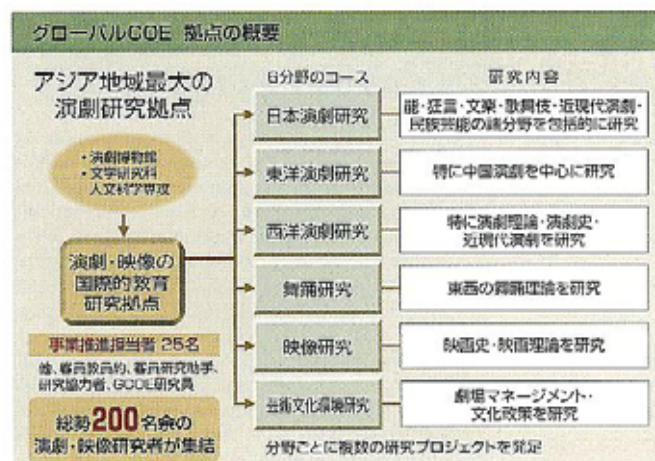 グローバルCOE 拠点の概要
アジア地域最大の
演劇研究拠点
・演劇博物館
・文学研究科
人文科学専攻
演劇・映像の
国際的教育
研究拠点
事業推進担当者 25名
他、客員教員約、客員研究助手、
研究協力者、GCOE研究員
総勢200名余の
演劇・映像研究者が集結
6分野のコース
研究内容
日本演劇研究
能・狂言・文楽・歌舞伎・近現代演劇・
民族芸能の諸分野を包括的に研究
東洋演劇研究
特に中国演劇を中心に研究
西洋演劇研究
特に演劇理論・演劇史・
近現代演劇を研究
舞踊研究
東西の舞踊理論を研究
映像研究
映画史・映画理論を研究
芸術文化環境研究
劇場マネージメント・
文化政策を研究
分野ごとに複数の研究プロジェクトを発足